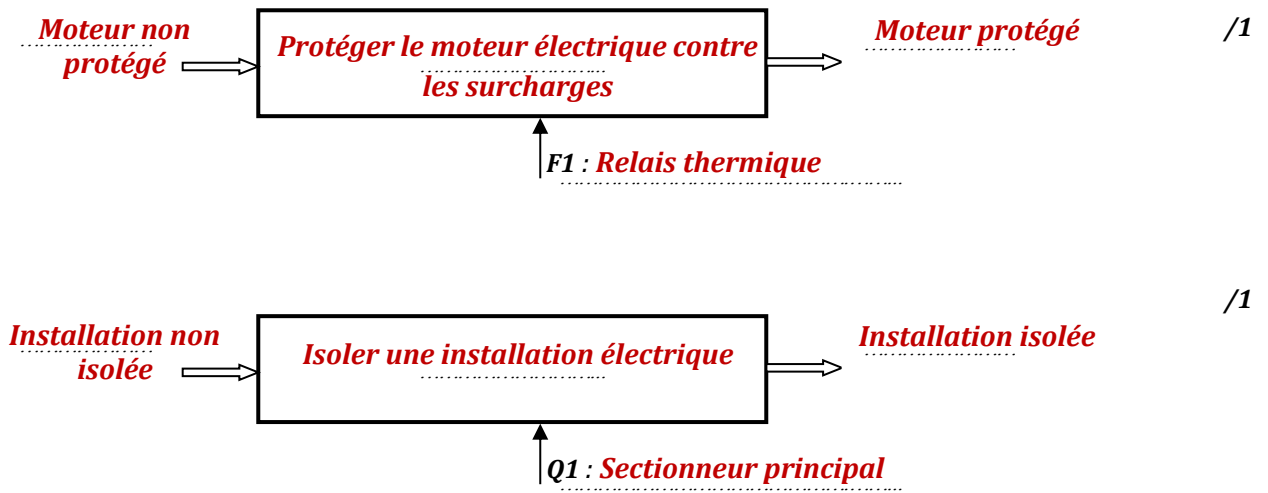 Moteur non
protégé
Protéger le moteur électrique contre
les surcharges
Moteur protégé
/1
F1 : Relais thermique
/1
Installation non
isolée
Isoler une installation électrique
Installation isolée
Q1 : Sectionneur principal